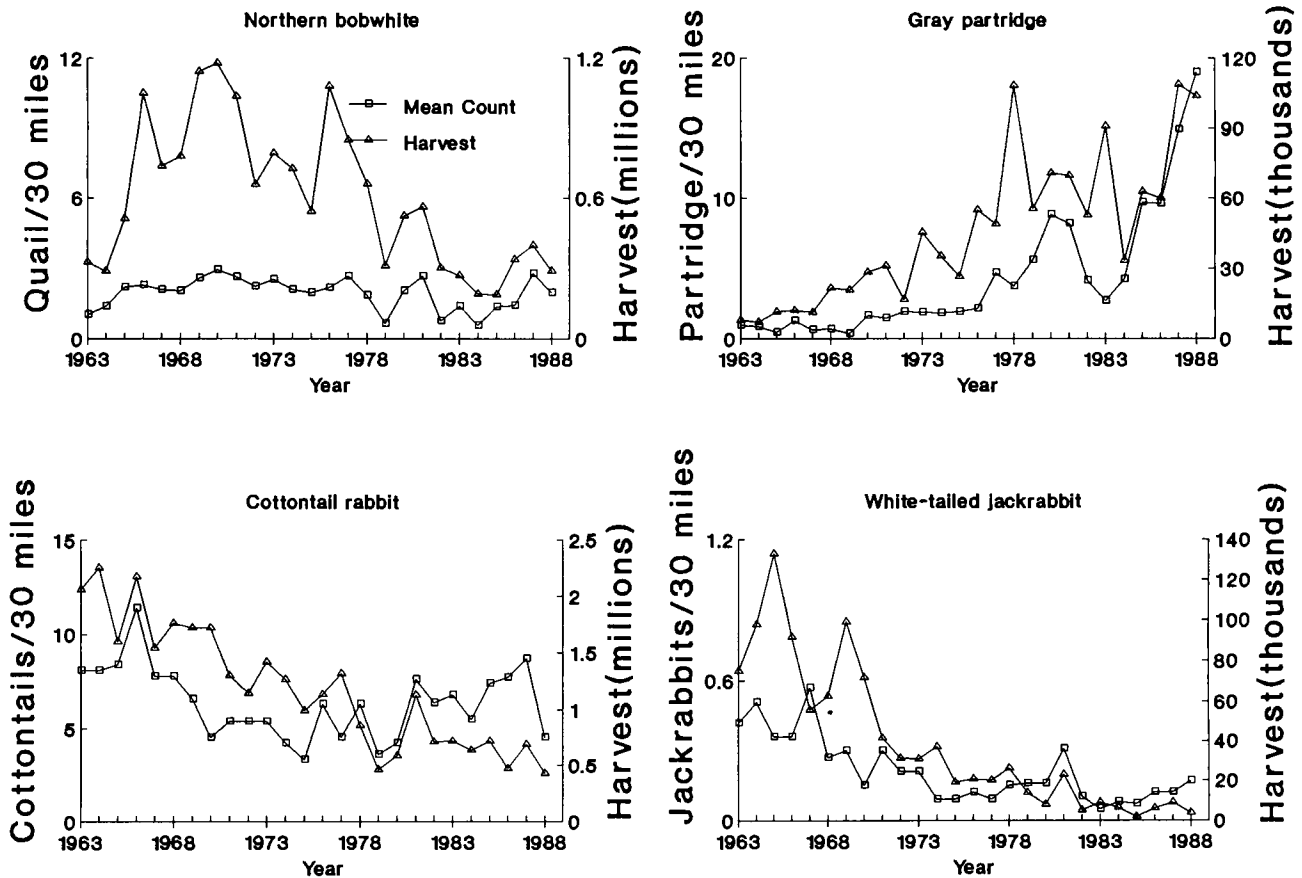 Northern bobwhite
Quail/30 miles
12
6
0
Mean Count
Harvest
1.2
0.6
0
Harvest(millions)
1963 1968 1973 1978 1983 1988
Year
Gray partridge
Partridge/30 miles
20
10
0
120
90
60
30
0
Harvest(thousands)
1963 1968 1973 1978 1983 1988
Year
Cottontail rabbit
Cottontails/30 miles
15
10
5
0
2.5
2
1.5
1
0.5
0
Harvest(millions)
1963 1968 1973 1978 1983 1988
Year
White-tailed jackrabbit
Jackrabbits/30 miles
1.2
0.6
0
140
120
100
80
60
40
20
0
Harvest(thousands)
1963 1968 1973 1978 1983 1988
Year